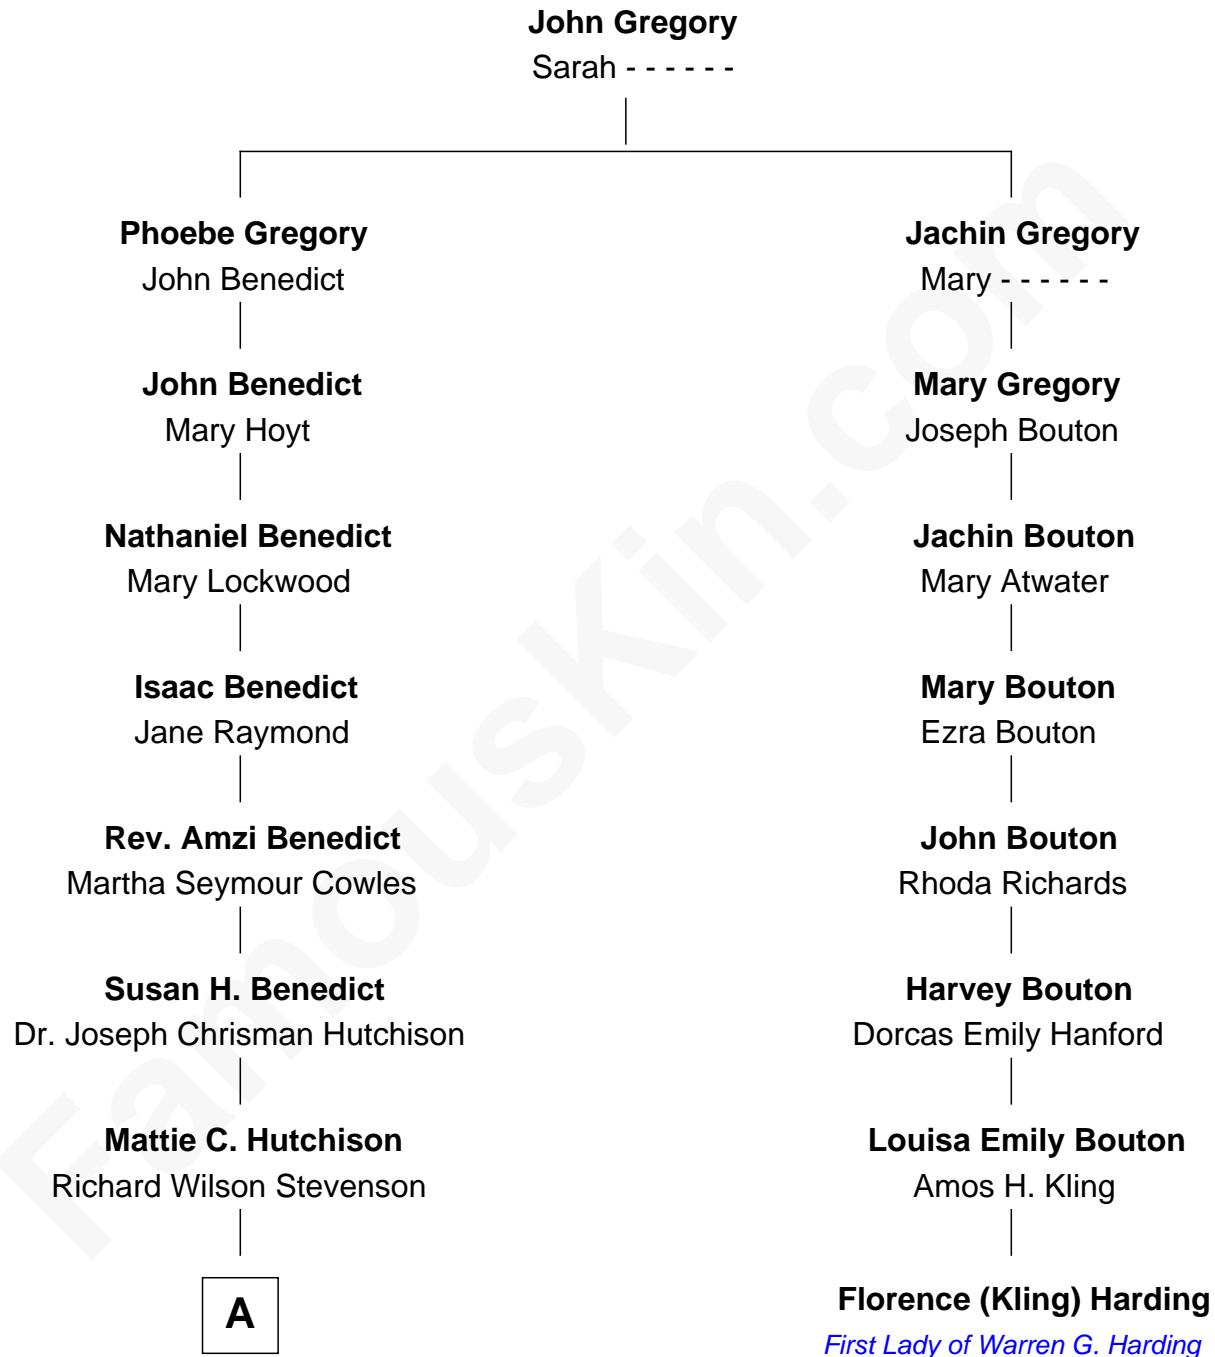 John Gregory
Sarah - - - - - -
Phoebe Gregory
John Benedict
Jachin Gregory
Mary - - - - - -
John Benedict
Mary Hoyt
Mary Gregory
Joseph Bouton
Nathaniel Benedict
Mary Lockwood
Jachin Bouton
Mary Atwater
Isaac Benedict
Jane Raymond
Mary Bouton
Ezra Bouton
Rev. Amzi Benedict
Martha Seymour Cowles
John Bouton
Rhoda Richards
Susan H. Benedict
Dr. Joseph Chrisman Hutchison
Harvey Bouton
Dorcas Emily Hanford
Mattie C. Hutchison
Richard Wilson Stevenson
Louisa Emily Bouton
Amos H. Kling
A
Florence (Kling) Harding
First Lady of Warren G. Harding
FamousKin.com